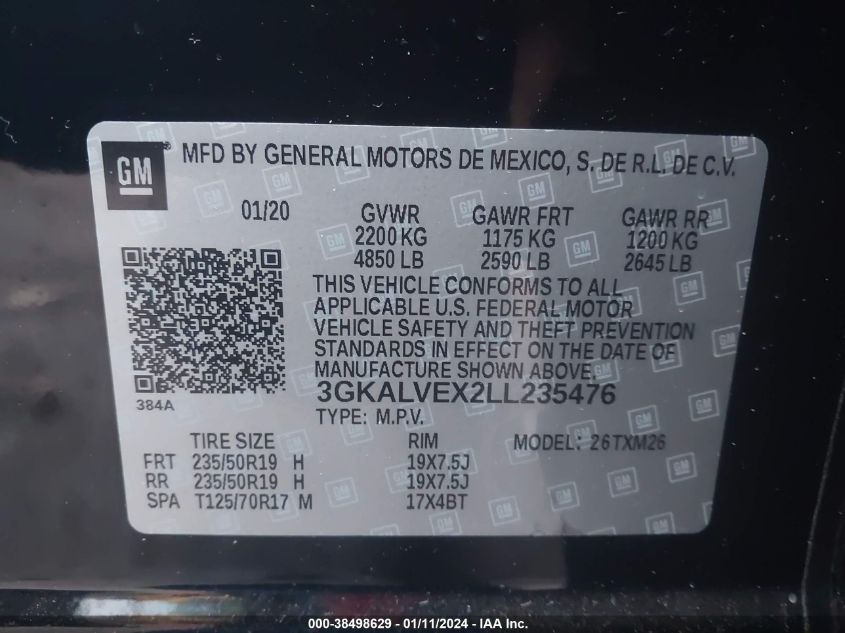 GM MFD BY GENERAL MOTORS DE MEXICO, S. DE R.L. DE C.V.
01/20 GVWR GAWR FRT GAWR RR
2200 KG 1175 KG 1200 KG
4850 LB 2590 LB 2645 LB
THIS VEHICLE CONFORMS TO ALL
APPLICABLE U.S. FEDERAL MOTOR
VEHICLE SAFETY AND THEFT PREVENTION
STANDARDS IN EFFECT ON THE DATE OF
MANUFACTURE SHOWN ABOVE.
3GKALVEX2LL235476
384A
TYPE: M.P.V.
TIRE SIZE RIM MODEL: 26TXM26
FRT 235/50R19 H 19X7.5J
RR 235/50R19 H 19X7.5J
SPA T125/70R17 M 17X4BT
000-38498629 - 01/11/2024 - IAA Inc.